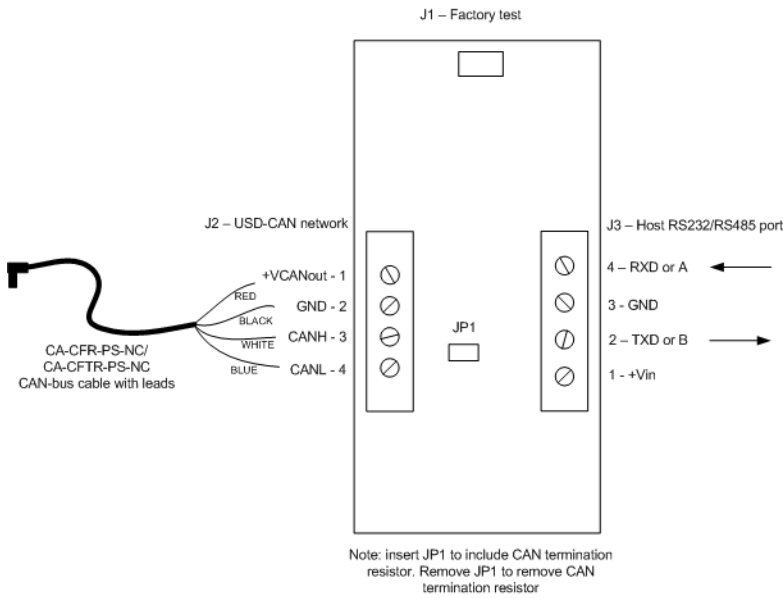 J1 – Factory test
J2 – USD-CAN network
J3 – Host RS232/RS485 port
+VCANout - 1
RED
GND - 2
BLACK
CANH - 3
WHITE
CANL - 4
BLUE
CA-CFR-PS-NC/
CA-CFTR-PS-NC
CAN-bus cable with leads
JP1
4 – RXD or A
3 - GND
2 – TXD or B
1 - +Vin
Note: insert JP1 to include CAN termination
resistor. Remove JP1 to remove CAN
termination resistor